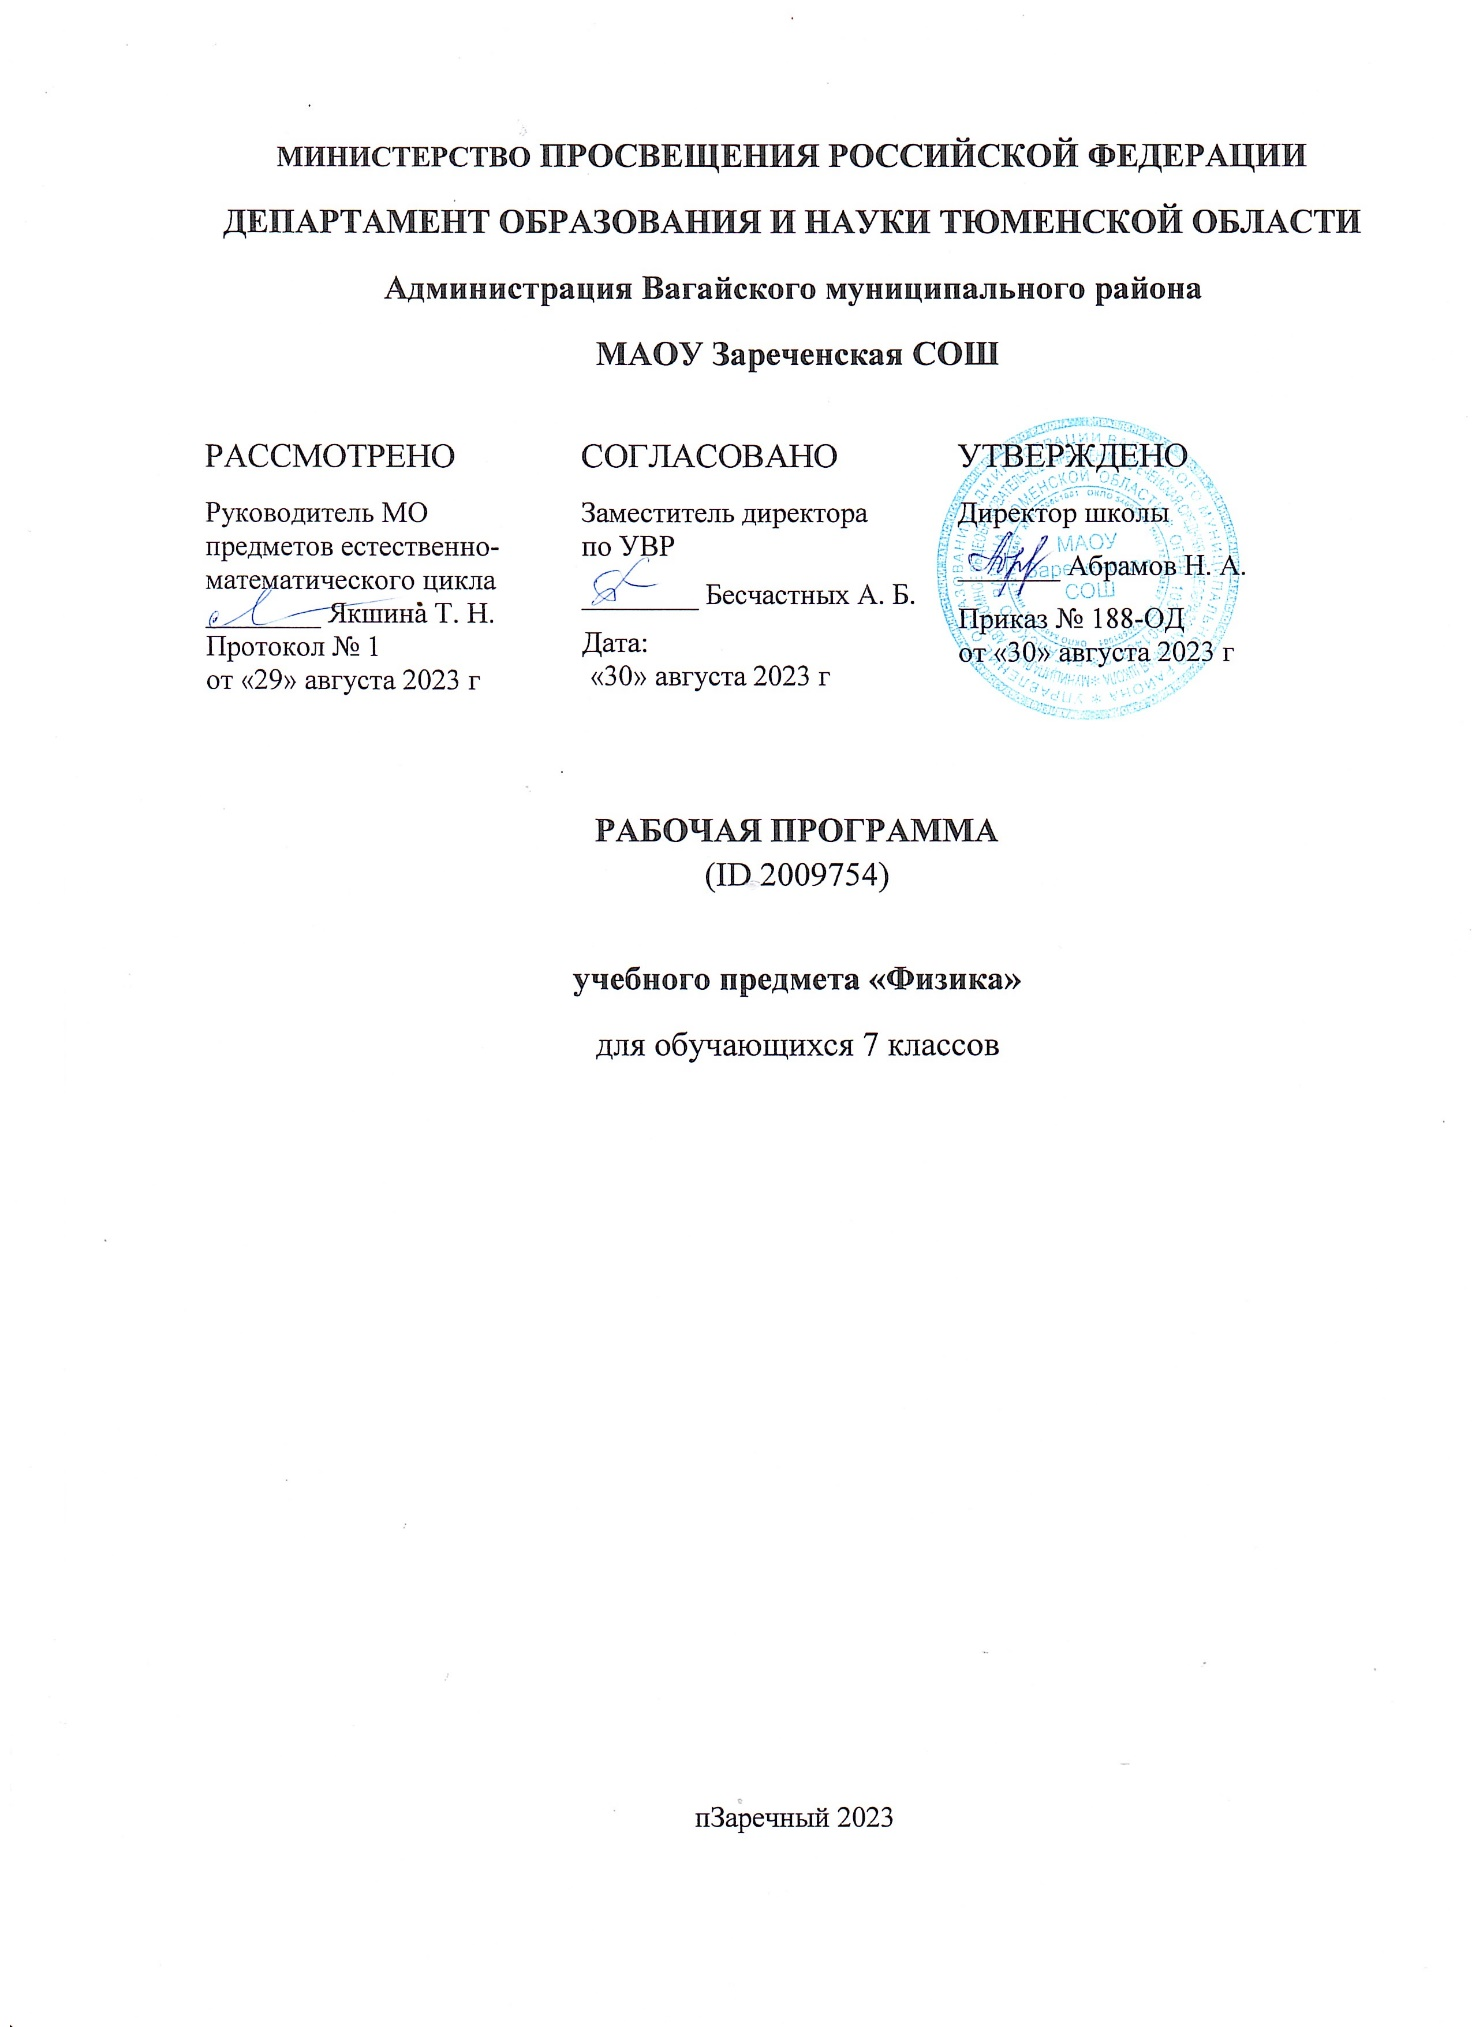 МИНИСТЕРСТВО ПРОСВЕЩЕНИЯ РОССИЙСКОЙ ФЕДЕРАЦИИ
ДЕПАРТАМЕНТ ОБРАЗОВАНИЯ И НАУКИ ТЮМЕНСКОЙ ОБЛАСТИ
Администрация Вагайского муниципального района
МАОУ Зареченская СОШ
РАССМОТРЕНО
Руководитель МО
предметов естественно-
математического цикла
________ Якшина Т. Н.
Протокол № 1
от «29» августа 2023 г
СОГЛАСОВАНО
Заместитель директора
по УВР
________ Бесчастных А. Б.
Дата:
«30» августа 2023 г
УТВЕРЖДЕНО
Директор школы
_______ Абрамов Н. А.
Приказ № 188-ОД
от «30» августа 2023 г
МАОУ
СОШ
РАБОЧАЯ ПРОГРАММА
(ID 2009754)
учебного предмета «Физика»
для обучающихся 7 классов
пЗаречный 2023